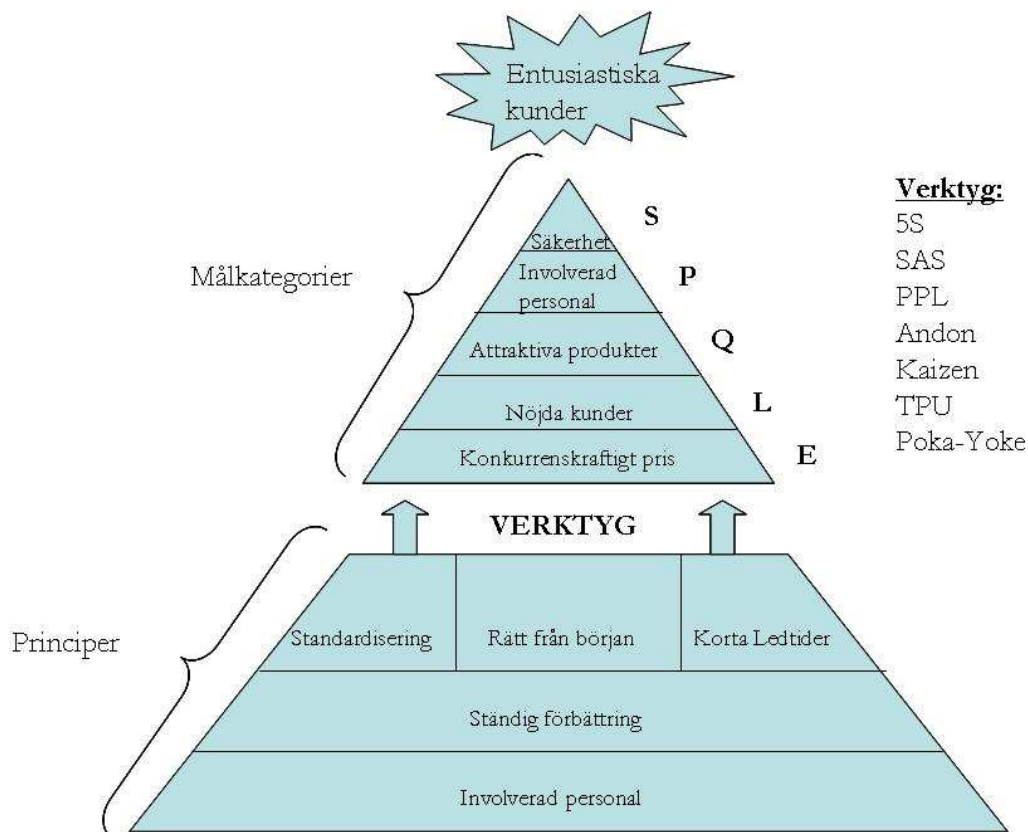 Entusiastiska
kunder
Målkategorier
Säkerhet
S
Involverad
personal
P
Attraktiva produkter
Q
Nöjda kunder
L
Konkurrenskraftigt pris
E
Verktyg:
5S
SAS
PPL
Andon
Kaizen
TPU
Poka-Yoke
VERKTYG
Principer
Standardisering
Rätt från början
Korta Ledtider
Ständig förbättring
Involverad personal